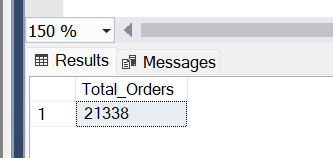 150 %
Results Messages
Total_Orders
1 21338